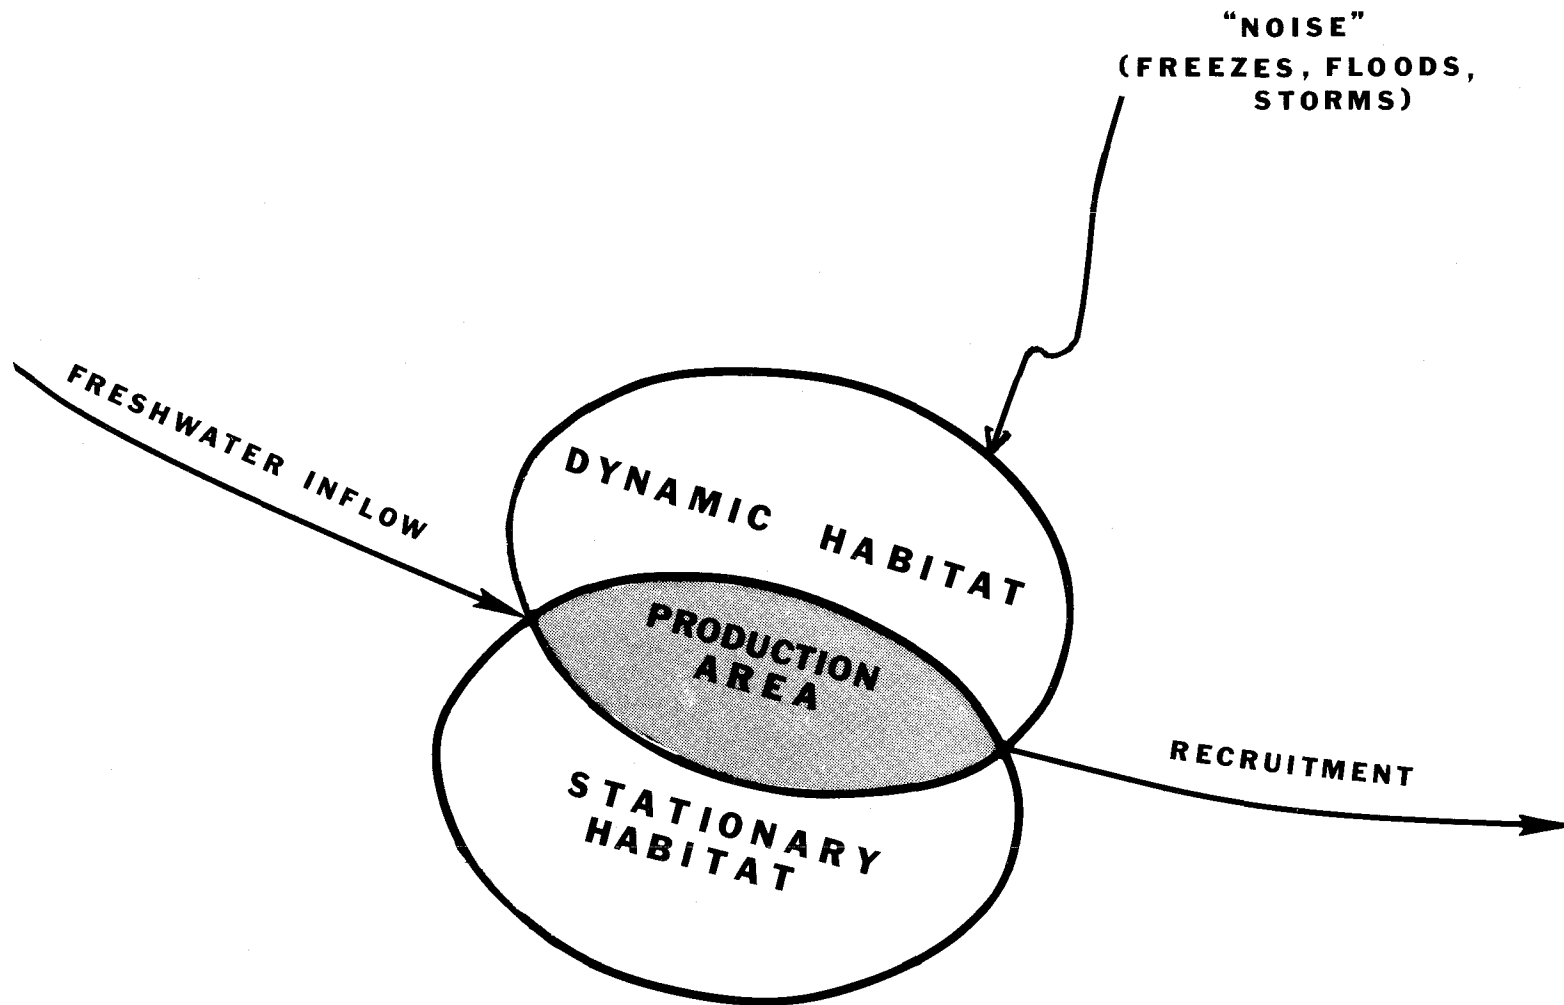 “NOISE”
(FREEZES, FLOODS,
STORMS)
FRESHWATER INFLOW
DYNAMIC HABITAT
PRODUCTION
AREA
STATIONARY
HABITAT
RECRUITMENT